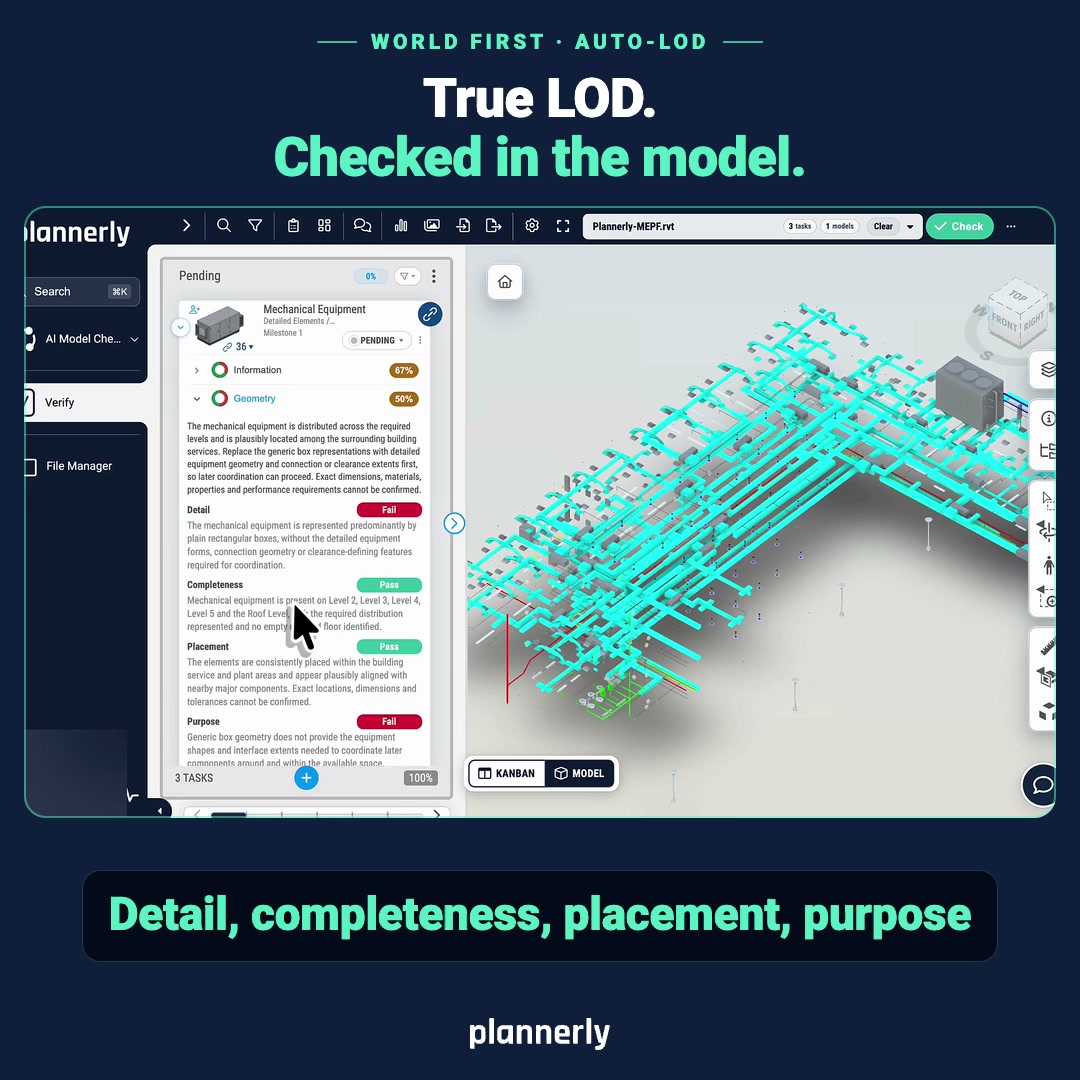 WORLD FIRST · AUTO-LOD
True LOD.
Checked in the model.
plannerly
Plannerly-MEPF.rvt
3 tasks
1 models
Clear
Check
Search
⌘K
AI Model Che...
Verify
File Manager
Pending
0%
Mechanical Equipment
Detailed Elements /...
Milestone 1
36
PENDING
Information
67%
Geometry
50%
The mechanical equipment is distributed across the required
levels and is plausibly located among the surrounding building
services. Replace the generic box representations with detailed
equipment geometry and connection or clearance extents first,
so later coordination can proceed. Exact dimensions, materials,
properties and performance requirements cannot be confirmed.
Detail
Fail
The mechanical equipment is represented predominantly by
plain rectangular boxes, without the detailed equipment
forms, connection geometry or clearance-defining features
required for coordination.
Completeness
Pass
Mechanical equipment is present on Level 2, Level 3, Level 4,
Level 5 and the Roof Level, the required distribution
represented and no empty floor identified.
Placement
Pass
The elements are consistently placed within the building
service and plant areas and appear plausibly aligned with
nearby major components. Exact locations, dimensions and
tolerances cannot be confirmed.
Purpose
Fail
Generic box geometry does not provide the equipment
shapes and interface extents needed to coordinate later
components around and within the available space.
3 TASKS
100%
KANBAN
MODEL
TOP
FRONT
RIGHT
W
S
Detail, completeness, placement, purpose
plannerly